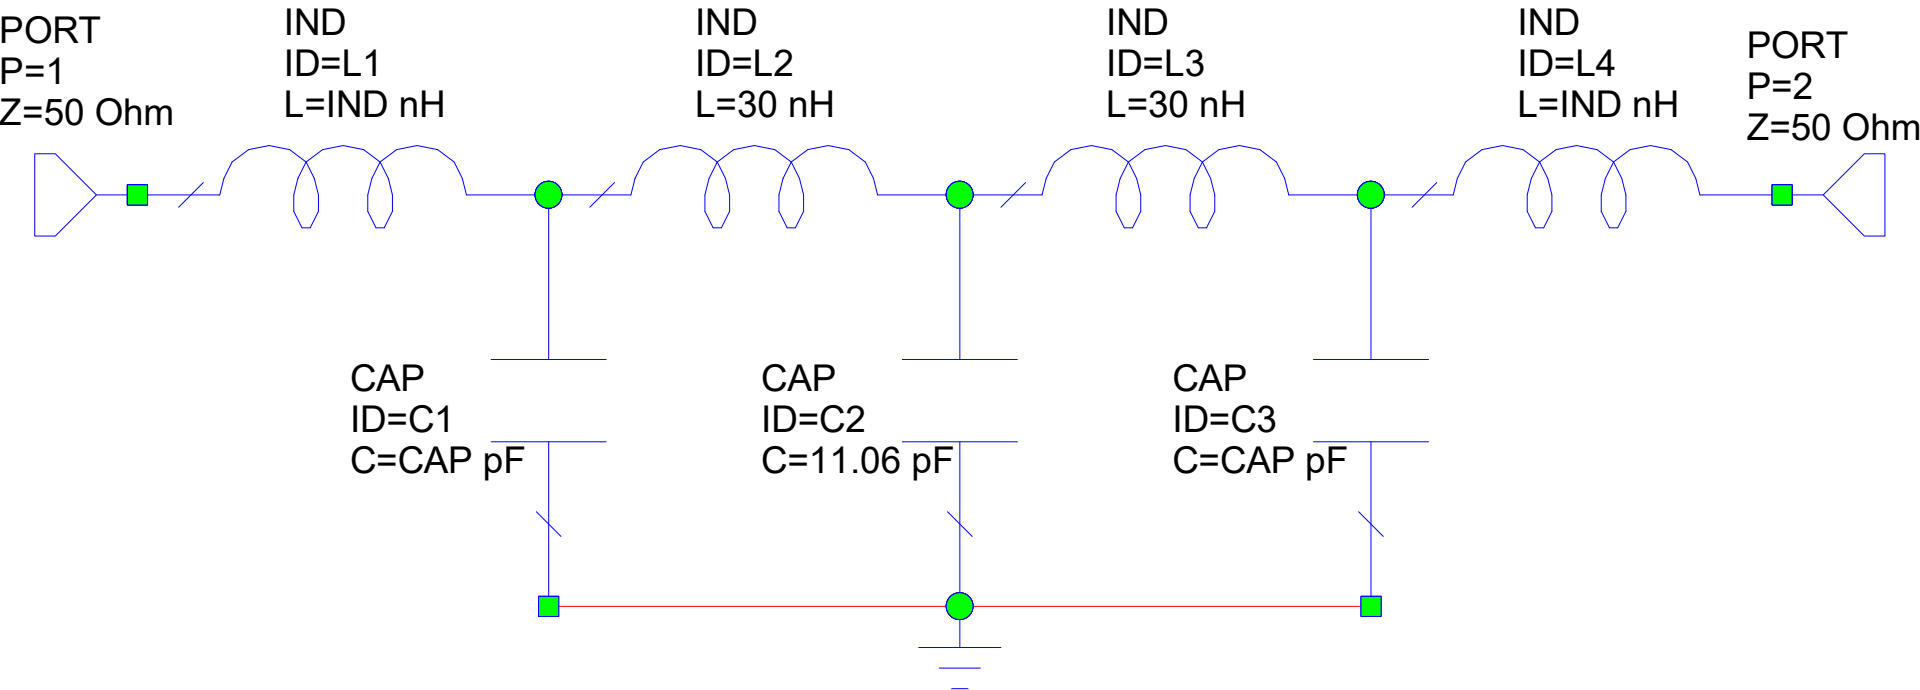 PORT
P=1
Z=50 Ohm
IND
ID=L1
L=IND nH
IND
ID=L2
L=30 nH
IND
ID=L3
L=30 nH
IND
ID=L4
L=IND nH
PORT
P=2
Z=50 Ohm
CAP
ID=C1
C=CAP pF
CAP
ID=C2
C=11.06 pF
CAP
ID=C3
C=CAP pF